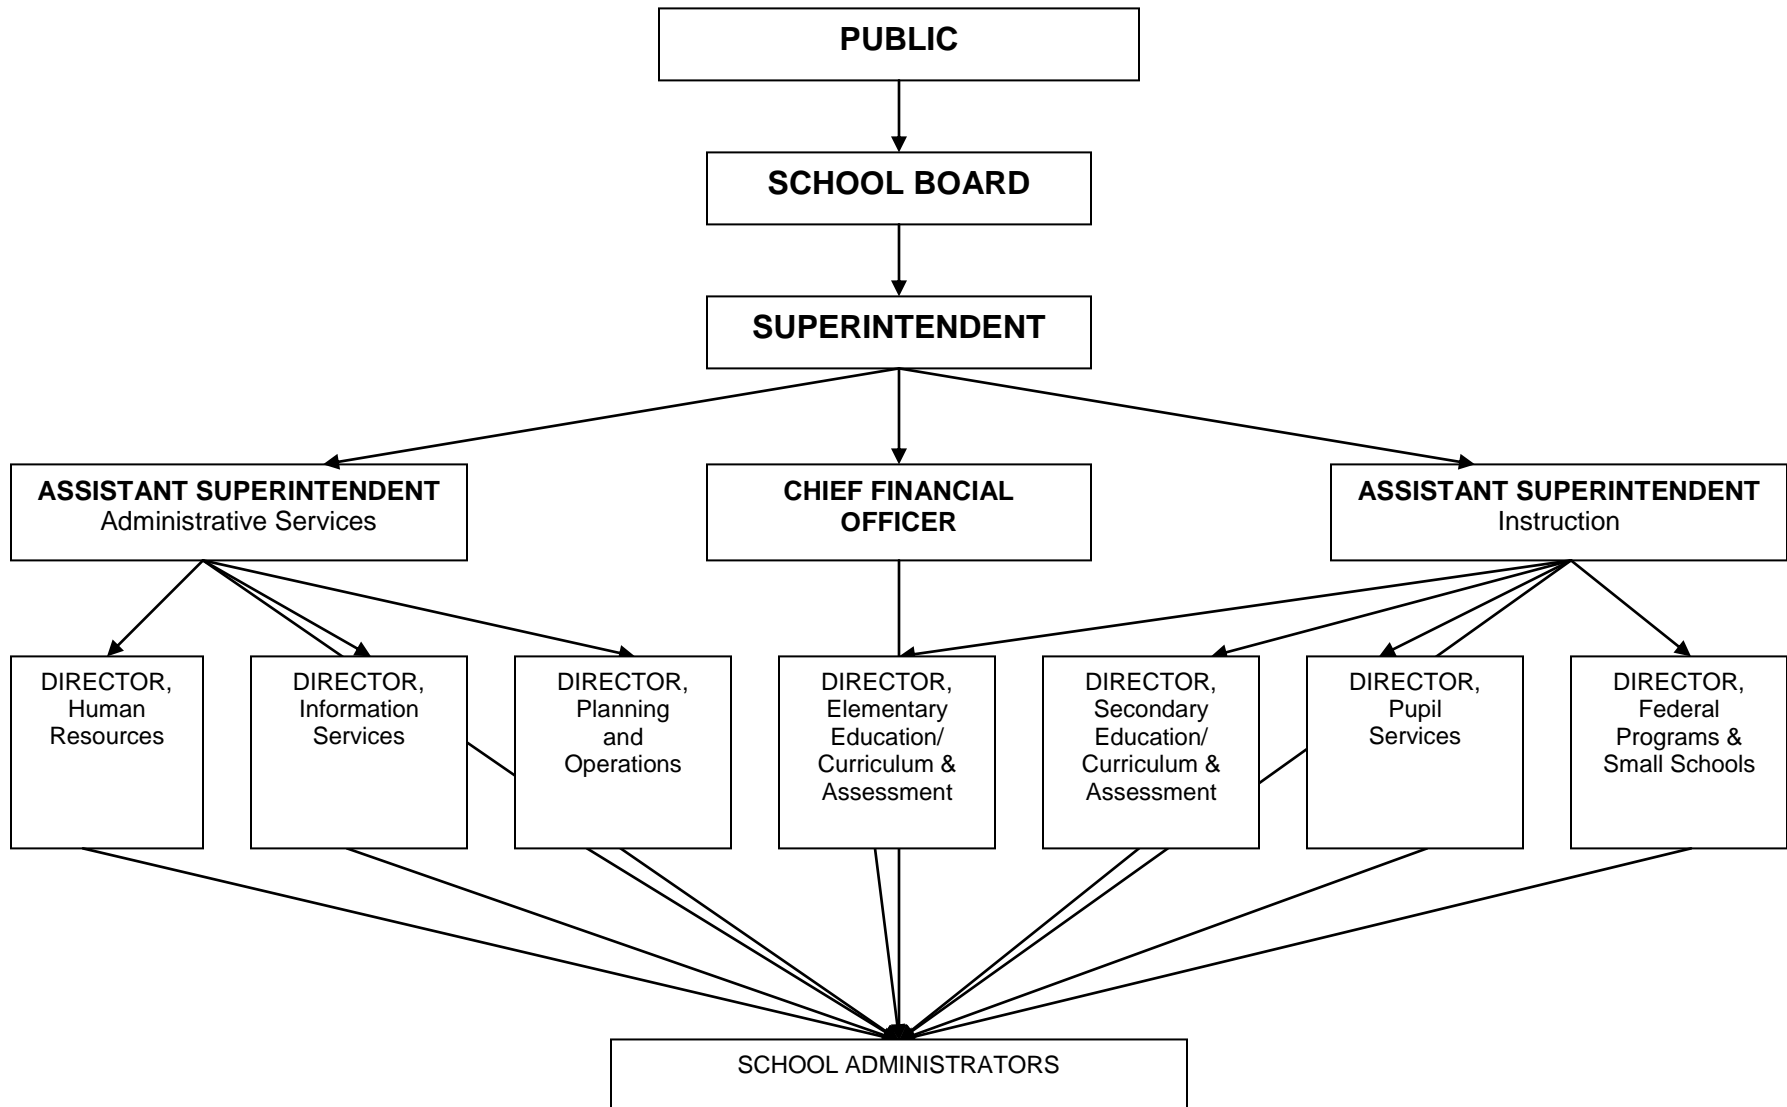 PUBLIC
SCHOOL BOARD
SUPERINTENDENT
ASSISTANT SUPERINTENDENT
Administrative Services
CHIEF FINANCIAL
OFFICER
ASSISTANT SUPERINTENDENT
Instruction
DIRECTOR,
Human
Resources
DIRECTOR,
Information
Services
DIRECTOR,
Planning
and
Operations
DIRECTOR,
Elementary
Education/
Curriculum &
Assessment
DIRECTOR,
Secondary
Education/
Curriculum &
Assessment
DIRECTOR,
Pupil
Services
DIRECTOR,
Federal
Programs &
Small Schools
SCHOOL ADMINISTRATORS